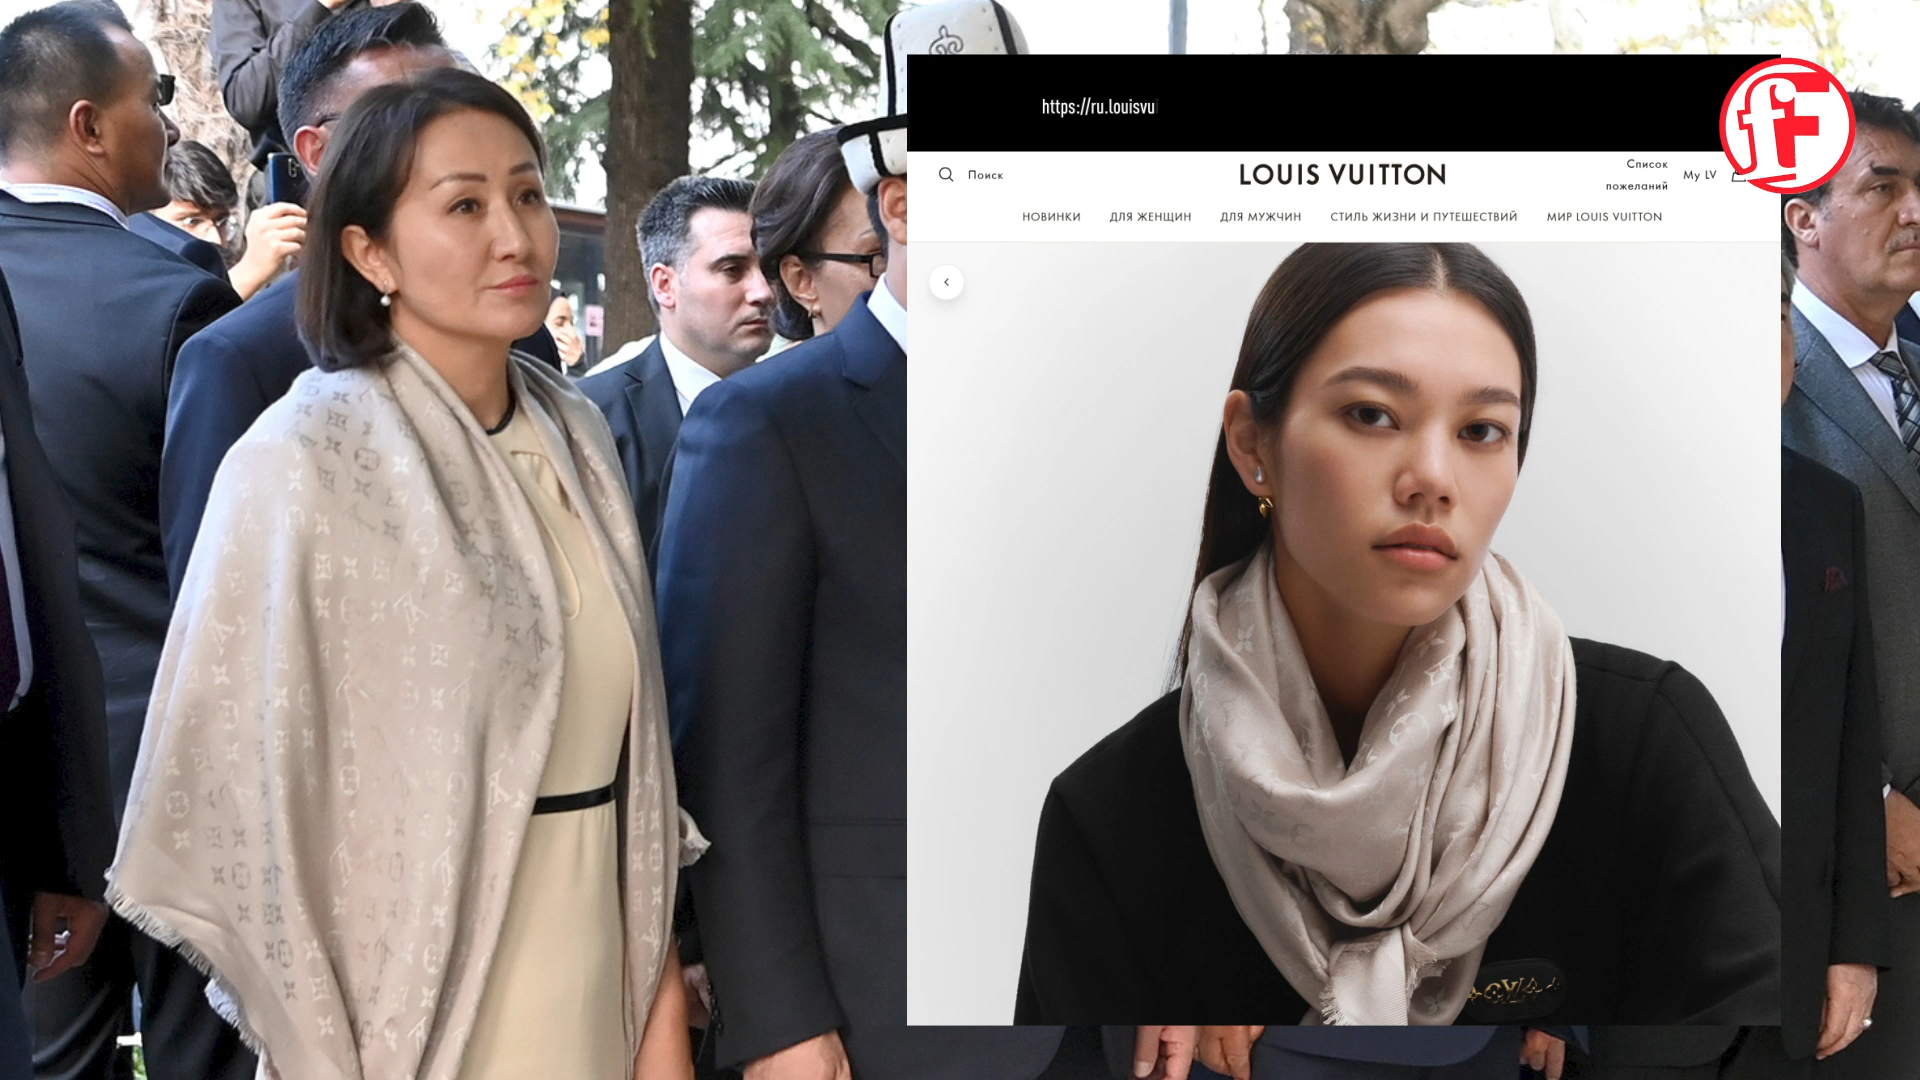 https://ru.louisvu
Поиск
LOUIS VUITTON
Список
пожеланий
My LV
НОВИНКИ ДЛЯ ЖЕНЩИН ДЛЯ МУЖЧИН СТИЛЬ ЖИЗНИ И ПУТЕШЕСТВИЙ МИР LOUIS VUITTON